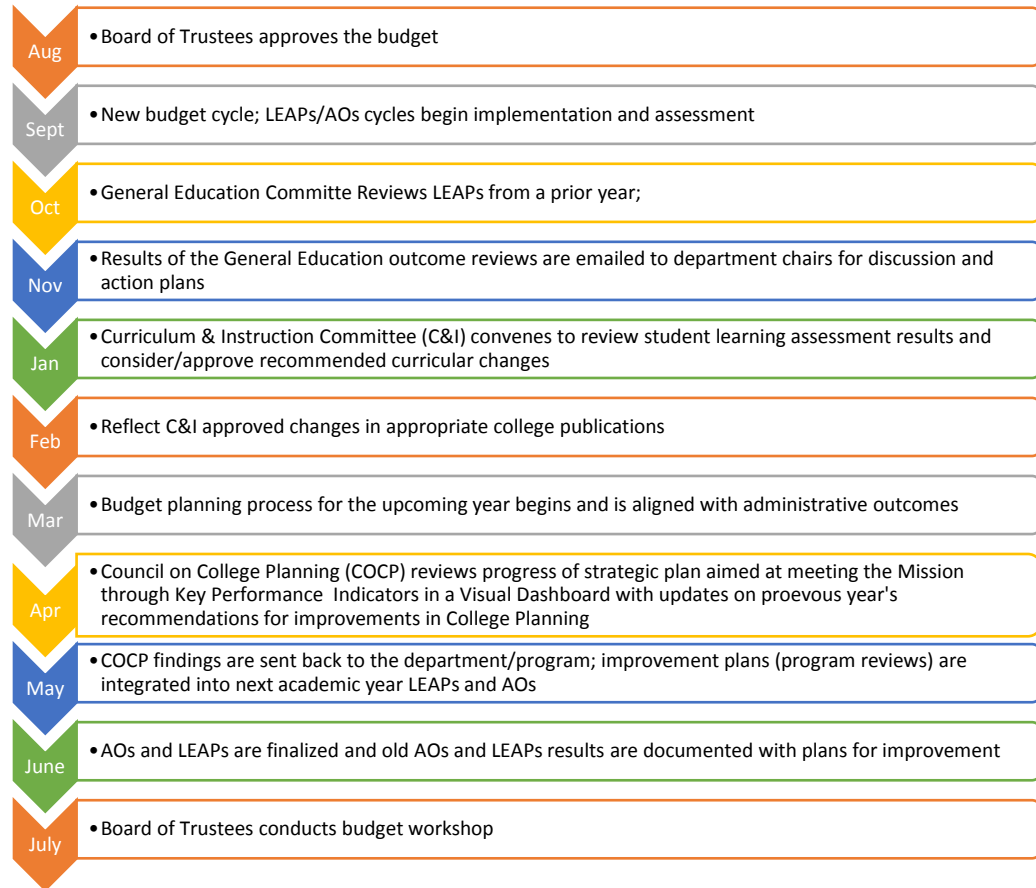 Aug
•Board of Trustees approves the budget
Sept
•New budget cycle; LEAPs/AOs cycles begin implementation and assessment
Oct
•General Education Committe Reviews LEAPs from a prior year;
Nov
•Results of the General Education outcome reviews are emailed to department chairs for discussion and
action plans
Jan
•Curriculum & Instruction Committee (C&I) convenes to review student learning assessment results and
consider/approve recommended curricular changes
Feb
•Reflect C&I approved changes in appropriate college publications
Mar
•Budget planning process for the upcoming year begins and is aligned with administrative outcomes
Apr
•Council on College Planning (COCP) reviews progress of strategic plan aimed at meeting the Mission
through Key Performance  Indicators in a Visual Dashboard with updates on proevous year's
recommendations for improvements in College Planning
May
•COCP findings are sent back to the department/program; improvement plans (program reviews) are
integrated into next academic year LEAPs and AOs
June
•AOs and LEAPs are finalized and old AOs and LEAPs results are documented with plans for improvement
July
•Board of Trustees conducts budget workshop